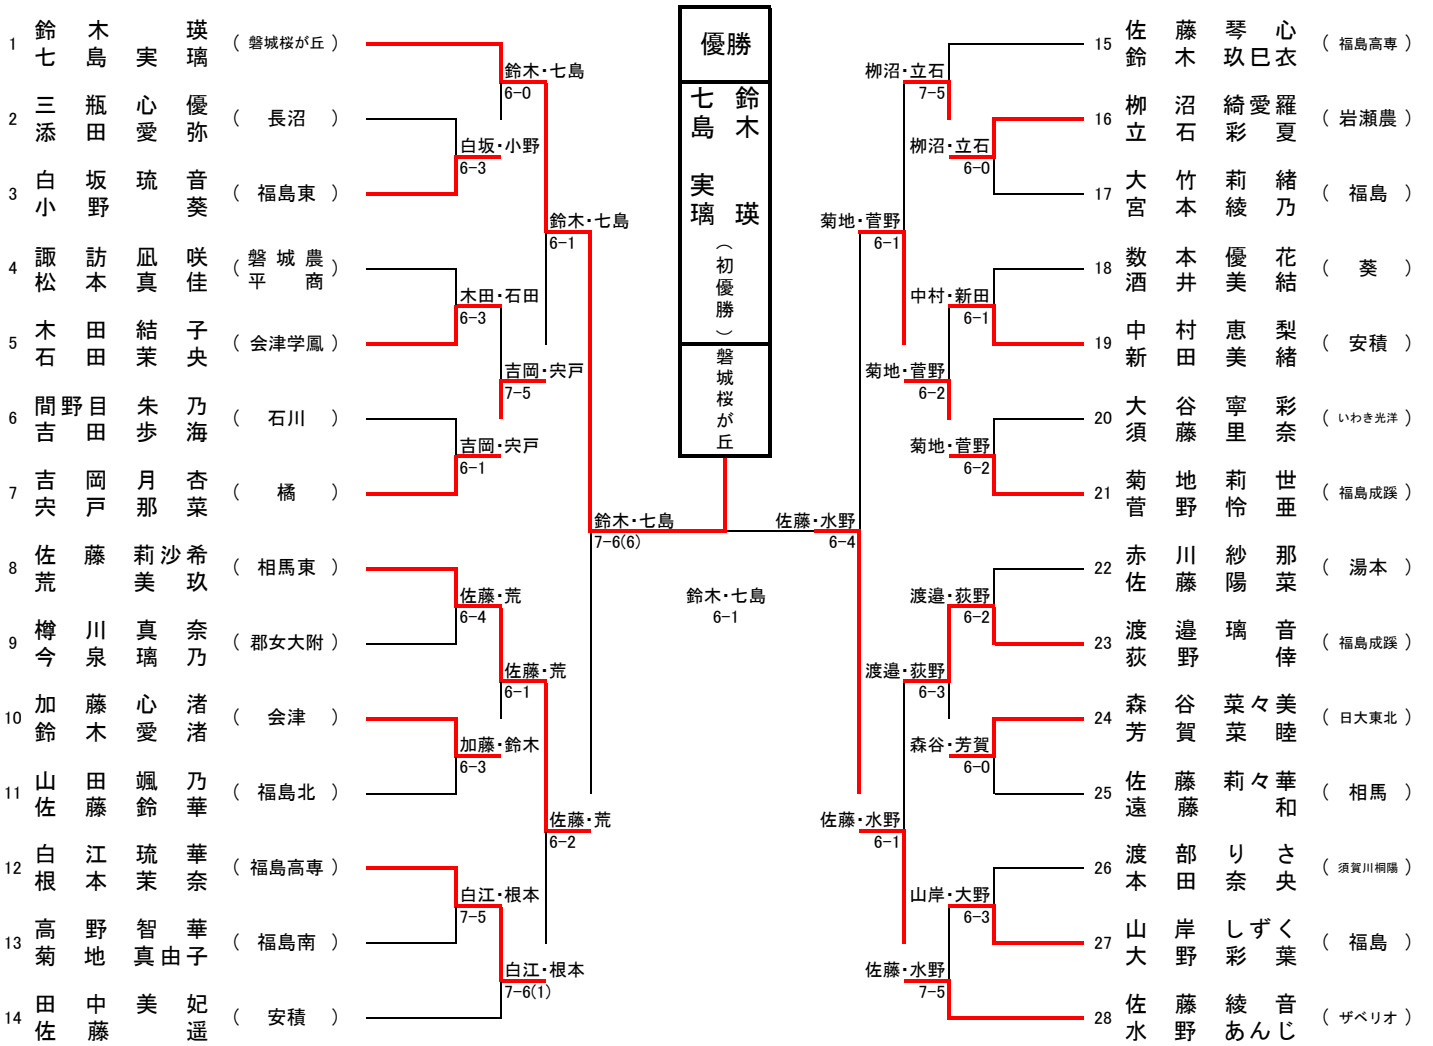 優勝
鈴木 瑛
七島 実璃
（初優勝）
磐城桜が丘
1 鈴木 瑛
七島実璃
（ 磐城桜が丘 ）
2 三瓶心優
添田愛弥
（ 長沼 ）
3 白坂琉音
小野 葵
（ 福島東 ）
4 諏訪凪咲
松本真佳
（ 磐城農
平商 ）
5 木田結子
石田茉央
（ 会津学鳳 ）
6 間野目朱乃
吉田歩海
（ 石川 ）
7 吉岡月杏
宍戸那菜
（ 橘 ）
8 佐藤莉沙希
荒 美玖
（ 相馬東 ）
9 樽川真奈
今泉璃乃
（ 郡女大附 ）
10 加藤心渚
鈴木愛渚
（ 会津 ）
11 山田颯乃
佐藤鈴華
（ 福島北 ）
12 白江琉華
根本茉奈
（ 福島高専 ）
13 高野智華
菊地真由子
（ 福島南 ）
14 田中美妃
佐藤 遥
（ 安積 ）
鈴木・七島
6-0
白坂・小野
6-3
鈴木・七島
6-1
木田・石田
6-3
吉岡・宍戸
7-5
吉岡・宍戸
6-1
鈴木・七島
7-6(6)
佐藤・荒
6-4
佐藤・荒
6-1
加藤・鈴木
6-3
佐藤・荒
6-2
白江・根本
7-5
白江・根本
7-6(1)
鈴木・七島
6-1
栁沼・立石
7-5
栁沼・立石
6-0
菊地・菅野
6-1
中村・新田
6-1
菊地・菅野
6-2
菊地・菅野
6-2
佐藤・水野
6-4
渡邉・荻野
6-2
渡邉・荻野
6-3
森谷・芳賀
6-0
佐藤・水野
6-1
山岸・大野
6-3
佐藤・水野
7-5
15 佐藤琴心
鈴木玖巳衣
（ 福島高専 ）
16 栁沼綺愛羅
立石彩夏
（ 岩瀬農 ）
17 大竹莉緒
宮本綾乃
（ 福島 ）
18 数本優花
酒井美結
（ 葵 ）
19 中村恵梨
新田美緒
（ 安積 ）
20 大谷寧彩
須藤里奈
（ いわき光洋 ）
21 菊地莉世
菅野怜亜
（ 福島成蹊 ）
22 赤川紗那
佐藤陽菜
（ 湯本 ）
23 渡邉璃音
荻野 倖
（ 福島成蹊 ）
24 森谷菜々美
芳賀菜睦
（ 日大東北 ）
25 佐藤莉々華
遠藤 和
（ 相馬 ）
26 渡部りさ
本田奈央
（ 須賀川桐陽 ）
27 山岸しずく
大野彩葉
（ 福島 ）
28 佐藤綾音
水野あんじ
（ ザベリオ ）